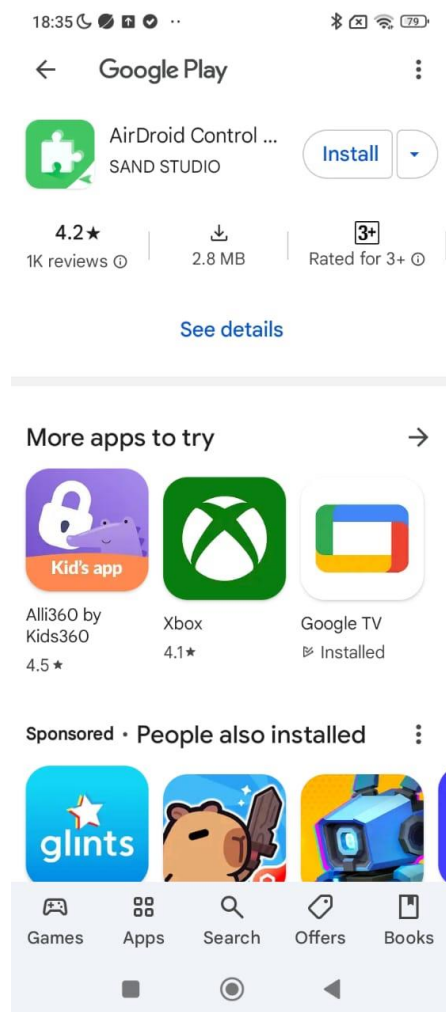 18:35
79
Google Play
AirDroid Control ...
SAND STUDIO
Install
4.2★
1K reviews
2.8 MB
3+
Rated for 3+
See details
More apps to try
Kid's app
Alli360 by
Kids360
4.5★
Xbox
4.1★
Google TV
Installed
Sponsored • People also installed
glints
Games
Apps
Search
Offers
Books